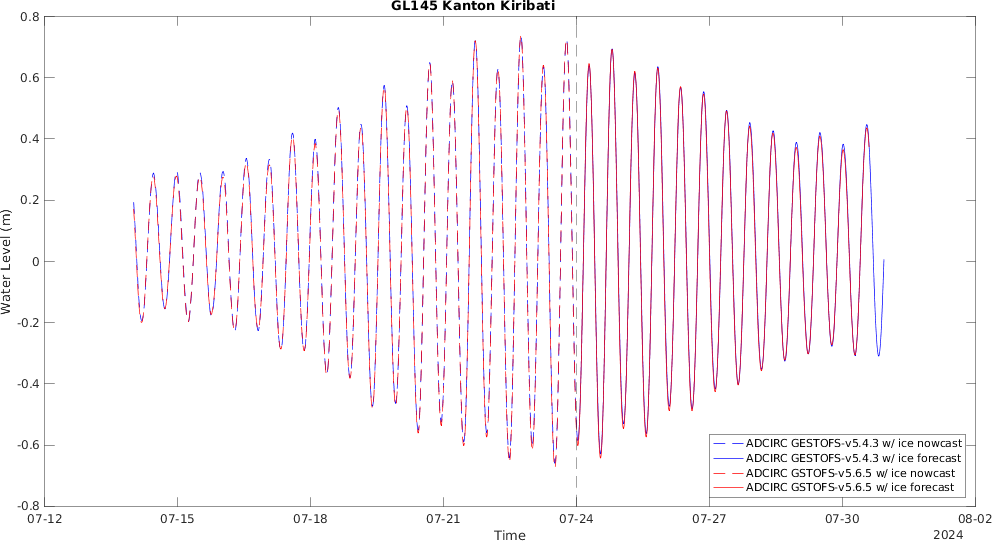 GL145 Kanton Kiribati
Water Level (m)
0.8
0.6
0.4
0.2
0
-0.2
-0.4
-0.6
-0.8
ADCIRC GESTOFS-v5.4.3 w/ ice nowcast
ADCIRC GESTOFS-v5.4.3 w/ ice forecast
ADCIRC GSTOFS-v5.6.5 w/ ice nowcast
ADCIRC GSTOFS-v5.6.5 w/ ice forecast
07-12 07-15 07-18 07-21 07-24 07-27 07-30 08-02
Time
2024